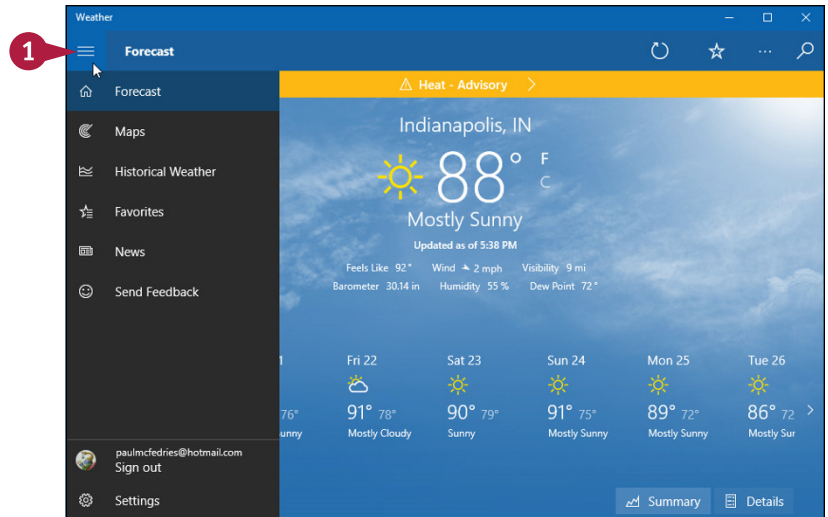 Weather
1
Forecast
Forecast
Maps
Historical Weather
Favorites
News
Send Feedback
paulmcfedries@hotmail.com
Sign out
Settings
Heat - Advisory
Indianapolis, IN
88° F
C
Mostly Sunny
Updated as of 5:38 PM
Feels Like 92° Wind 2 mph Visibility 9 mi
Barometer 30.14 in Humidity 55 % Dew Point 72°
1 Fri 22 Sat 23 Sun 24 Mon 25 Tue 26
76° 91° 78° 90° 79° 91° 75° 89° 72° 86° 72
unny Mostly Cloudy Sunny Mostly Sunny Mostly Sunny Mostly Sur
Summary Details